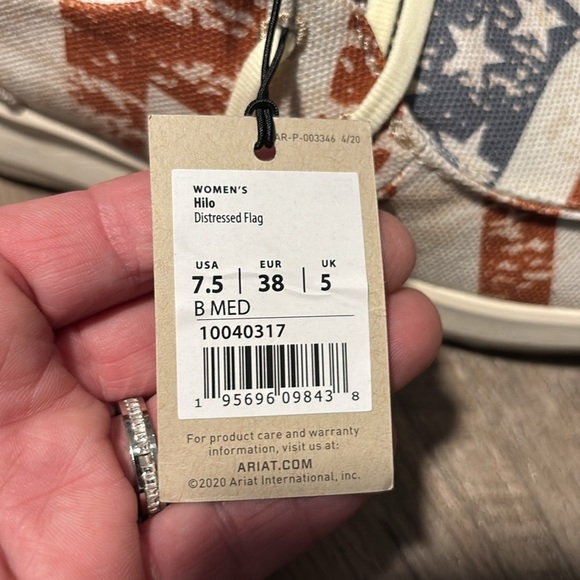 AR-P-003346 4/20
WOMEN'S
Hilo
Distressed Flag
USA EUR UK
7.5 | 38 | 5
B MED
10040317
1 95696 09843 8
For product care and warranty
information, visit us at:
ARIAT.COM
©2020 Ariat International, inc.